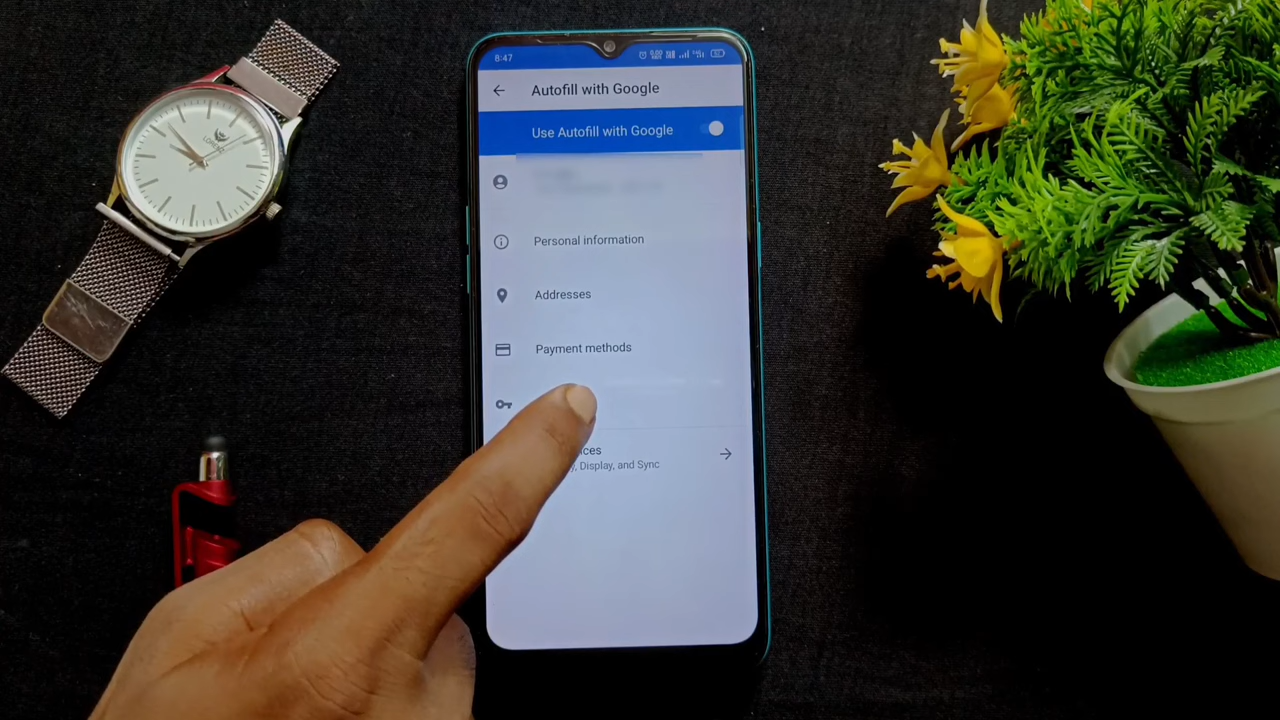 8:47
Autofill with Google
Use Autofill with Google
Personal information
Addresses
Payment methods
ices
, Display, and Sync